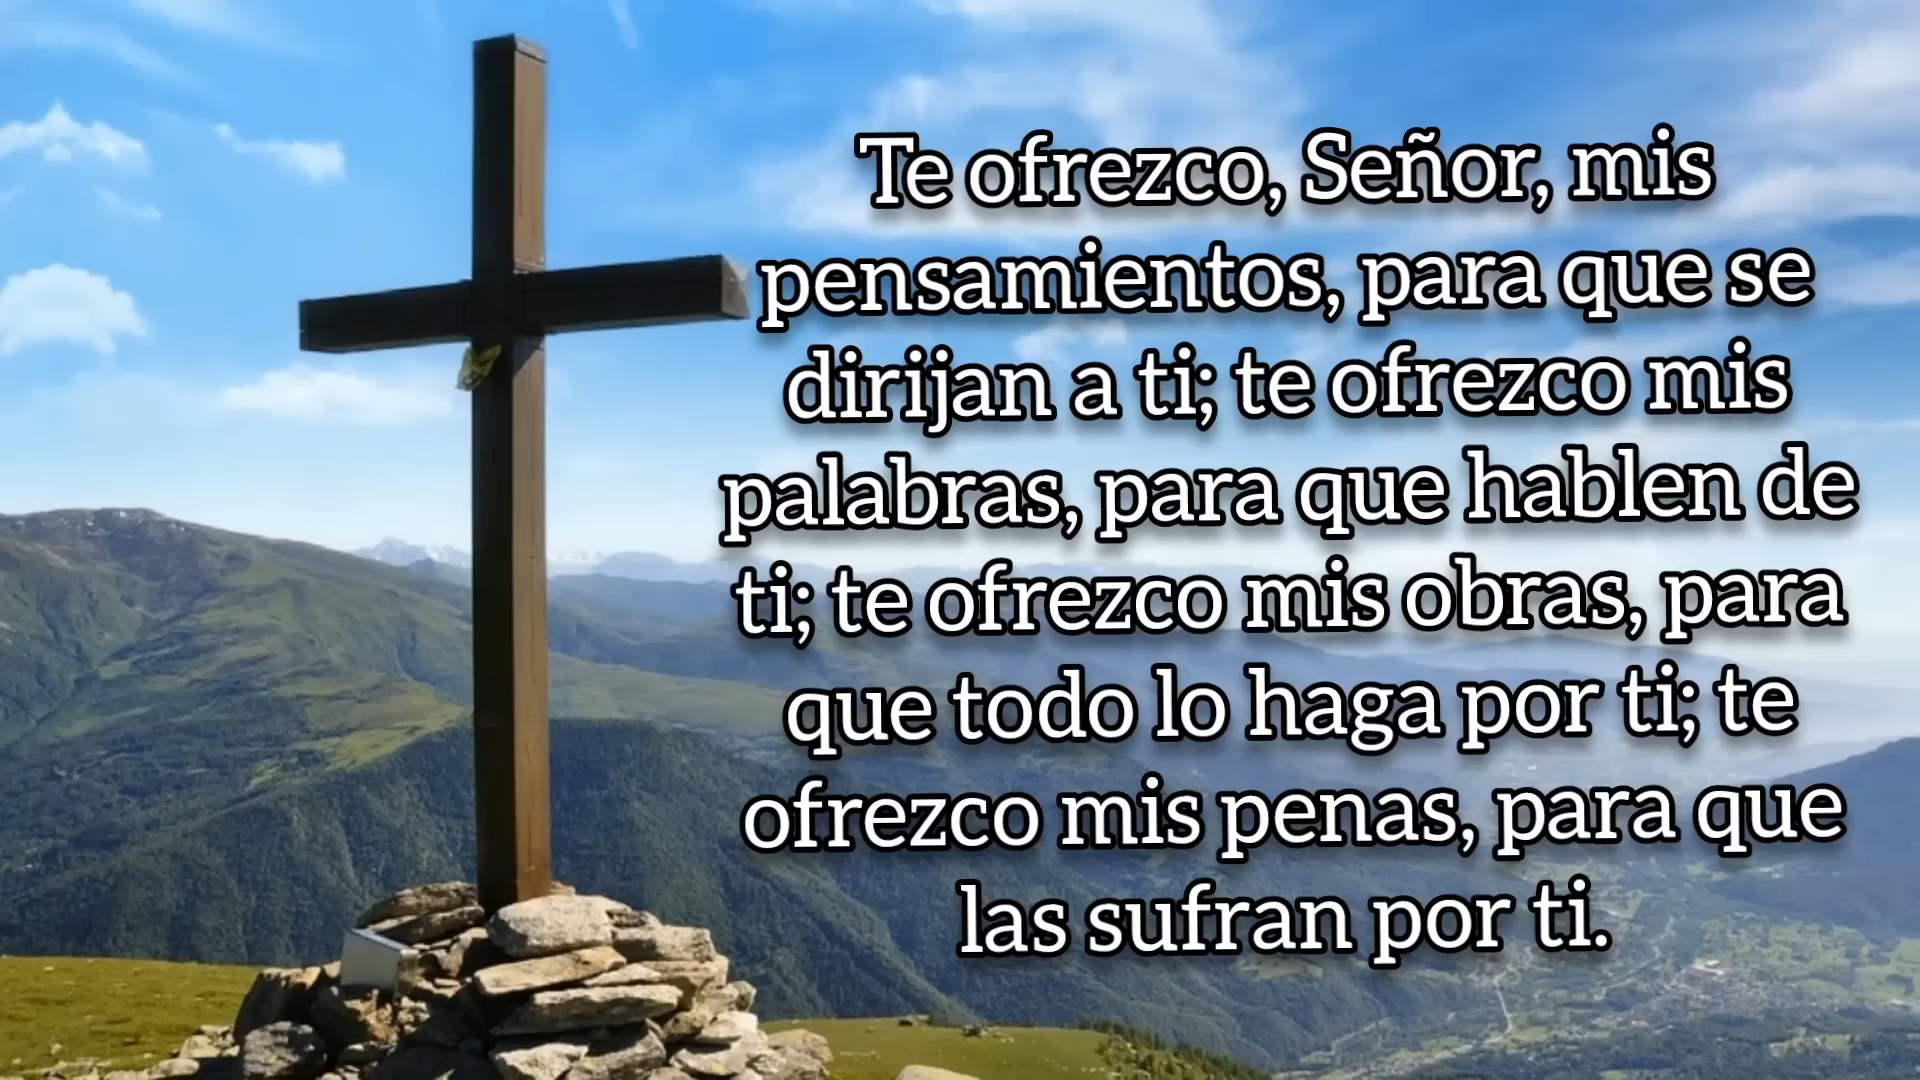 Te ofrezco, Señor, mis
pensamientos, para que se
dirijan a ti; te ofrezco mis
palabras, para que hablen de
ti; te ofrezco mis obras, para
que todo lo haga por ti; te
ofrezco mis penas, para que
las sufran por ti.